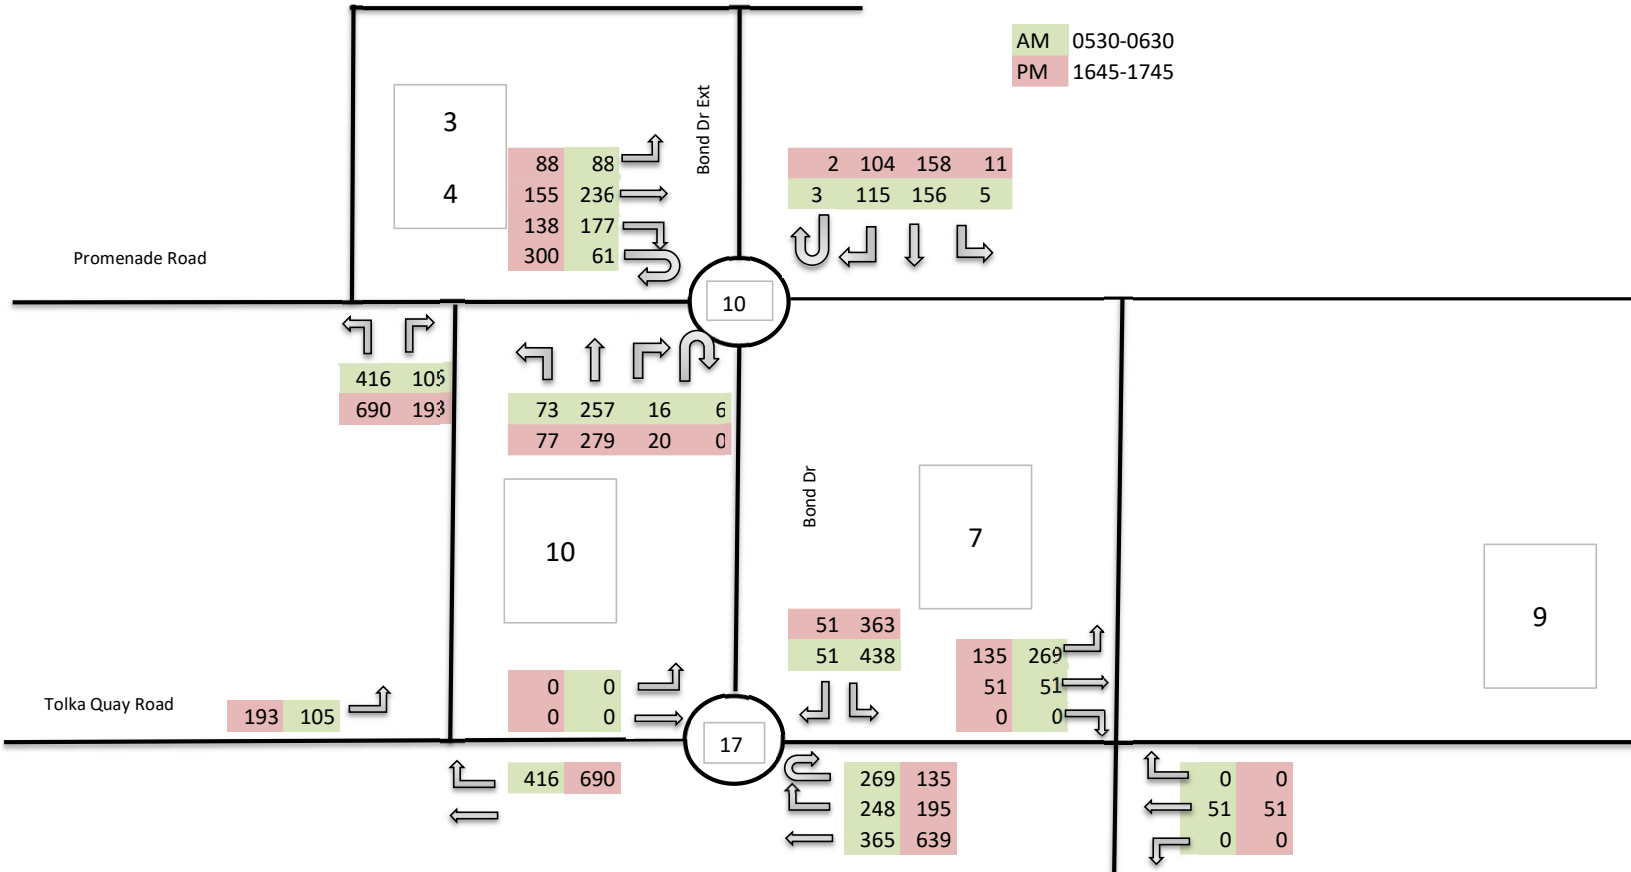 AM 0530-0630
PM 1645-1745
3
4
Bond Dr Ext
88 88
155 236
138 177
300 61
2 104 158 11
3 115 156 5
Promenade Road
10
416 105
690 193
73 257 16 6
77 279 20 0
Bond Dr
10
7
9
51 363
51 438
135 269
51 51
0 0
0 0
0 0
Tolka Quay Road
193 105
17
416 690
269 135
248 195
365 639
0 0
51 51
0 0